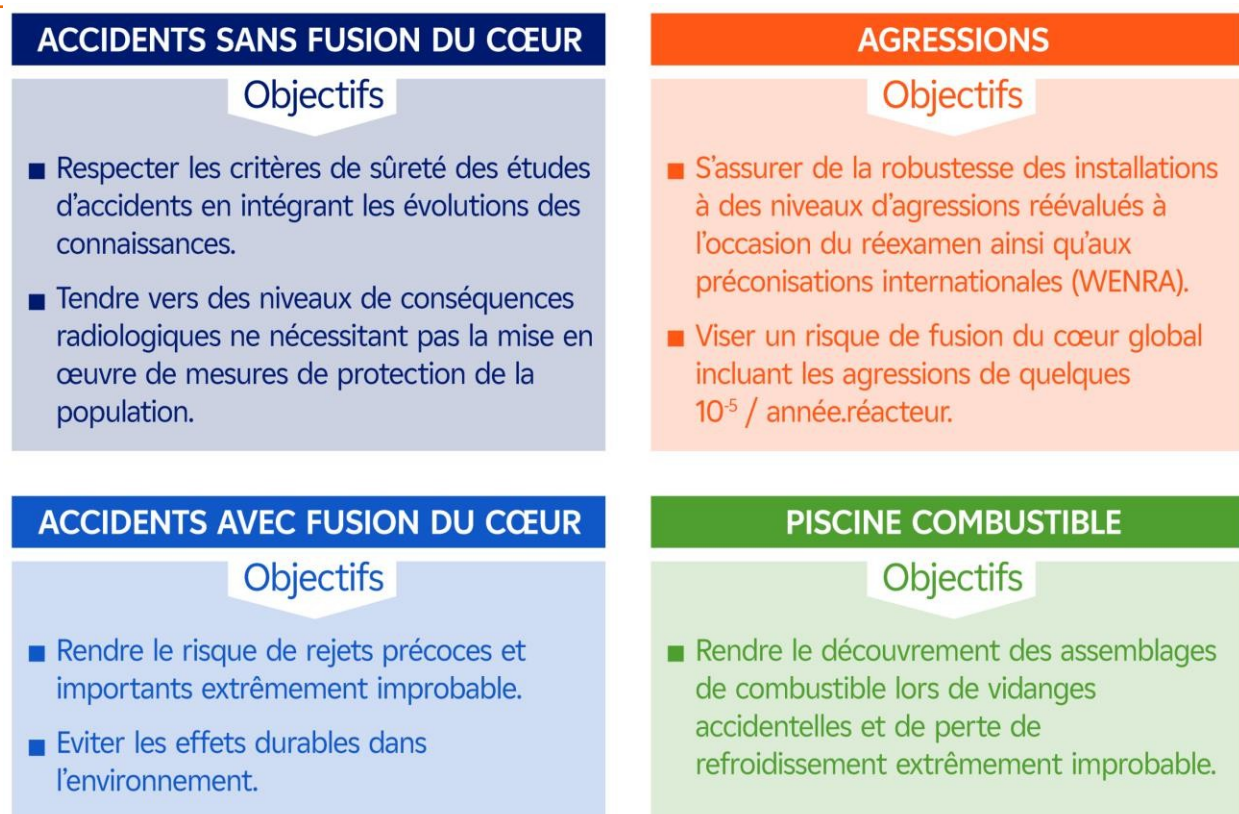 ACCIDENTS SANS FUSION DU CŒUR
Objectifs
■ Respecter les critères de sûreté des études
d’accidents en intégrant les évolutions des
connaissances.
■ Tendre vers des niveaux de conséquences
radiologiques ne nécessitant pas la mise en
œuvre de mesures de protection de la
population.
AGRESSIONS
Objectifs
■ S’assurer de la robustesse des installations
à des niveaux d’agressions réévalués à
l’occasion du réexamen ainsi qu’aux
préconisations internationales (WENRA).
■ Viser un risque de fusion du cœur global
incluant les agressions de quelques
10⁻⁵ / année.réacteur.
ACCIDENTS AVEC FUSION DU CŒUR
Objectifs
■ Rendre le risque de rejets précoces et
importants extrêmement improbable.
■ Eviter les effets durables dans
l’environnement.
PISCINE COMBUSTIBLE
Objectifs
■ Rendre le découvrement des assemblages
de combustible lors de vidanges
accidentelles et de perte de
refroidissement extrêmement improbable.